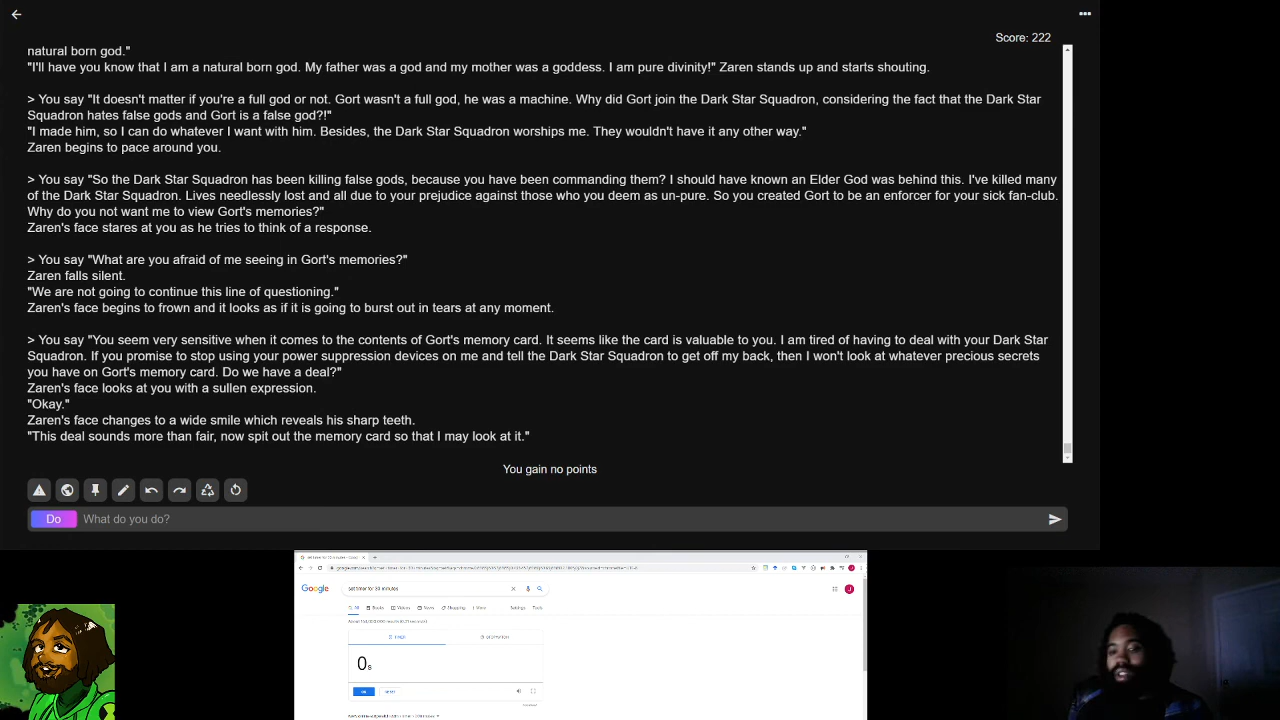 Score: 222
natural born god."
"I'll have you know that I am a natural born god. My father was a god and my mother was a goddess. I am pure divinity!" Zaren stands up and starts shouting.
> You say "It doesn't matter if you're a full god or not. Gort wasn't a full god, he was a machine. Why did Gort join the Dark Star Squadron, considering the fact that the Dark Star
Squadron hates false gods and Gort is a false god?!"
"I made him, so I can do whatever I want with him. Besides, the Dark Star Squadron worships me. They wouldn't have it any other way."
Zaren begins to pace around you.
> You say "So the Dark Star Squadron has been killing false gods, because you have been commanding them? I should have known an Elder God was behind this. I've killed many
of the Dark Star Squadron. Lives needlessly lost and all due to your prejudice against those who you deem as un-pure. So you created Gort to be an enforcer for your sick fan-club.
Why do you not want me to view Gort's memories?"
Zaren's face stares at you as he tries to think of a response.
> You say "What are you afraid of me seeing in Gort's memories?"
Zaren falls silent.
"We are not going to continue this line of questioning."
Zaren's face begins to frown and it looks as if it is going to burst out in tears at any moment.
> You say "You seem very sensitive when it comes to the contents of Gort's memory card. It seems like the card is valuable to you. I am tired of having to deal with your Dark Star
Squadron. If you promise to stop using your power suppression devices on me and tell the Dark Star Squadron to get off my back, then I won't look at whatever precious secrets
you have on Gort's memory card. Do we have a deal?"
Zaren's face looks at you with a sullen expression.
"Okay."
Zaren's face changes to a wide smile which reveals his sharp teeth.
"This deal sounds more than fair, now spit out the memory card so that I may look at it."
You gain no points
Do What do you do?
Google
All Books Videos News Shopping More Settings Tools
TIMER
0s